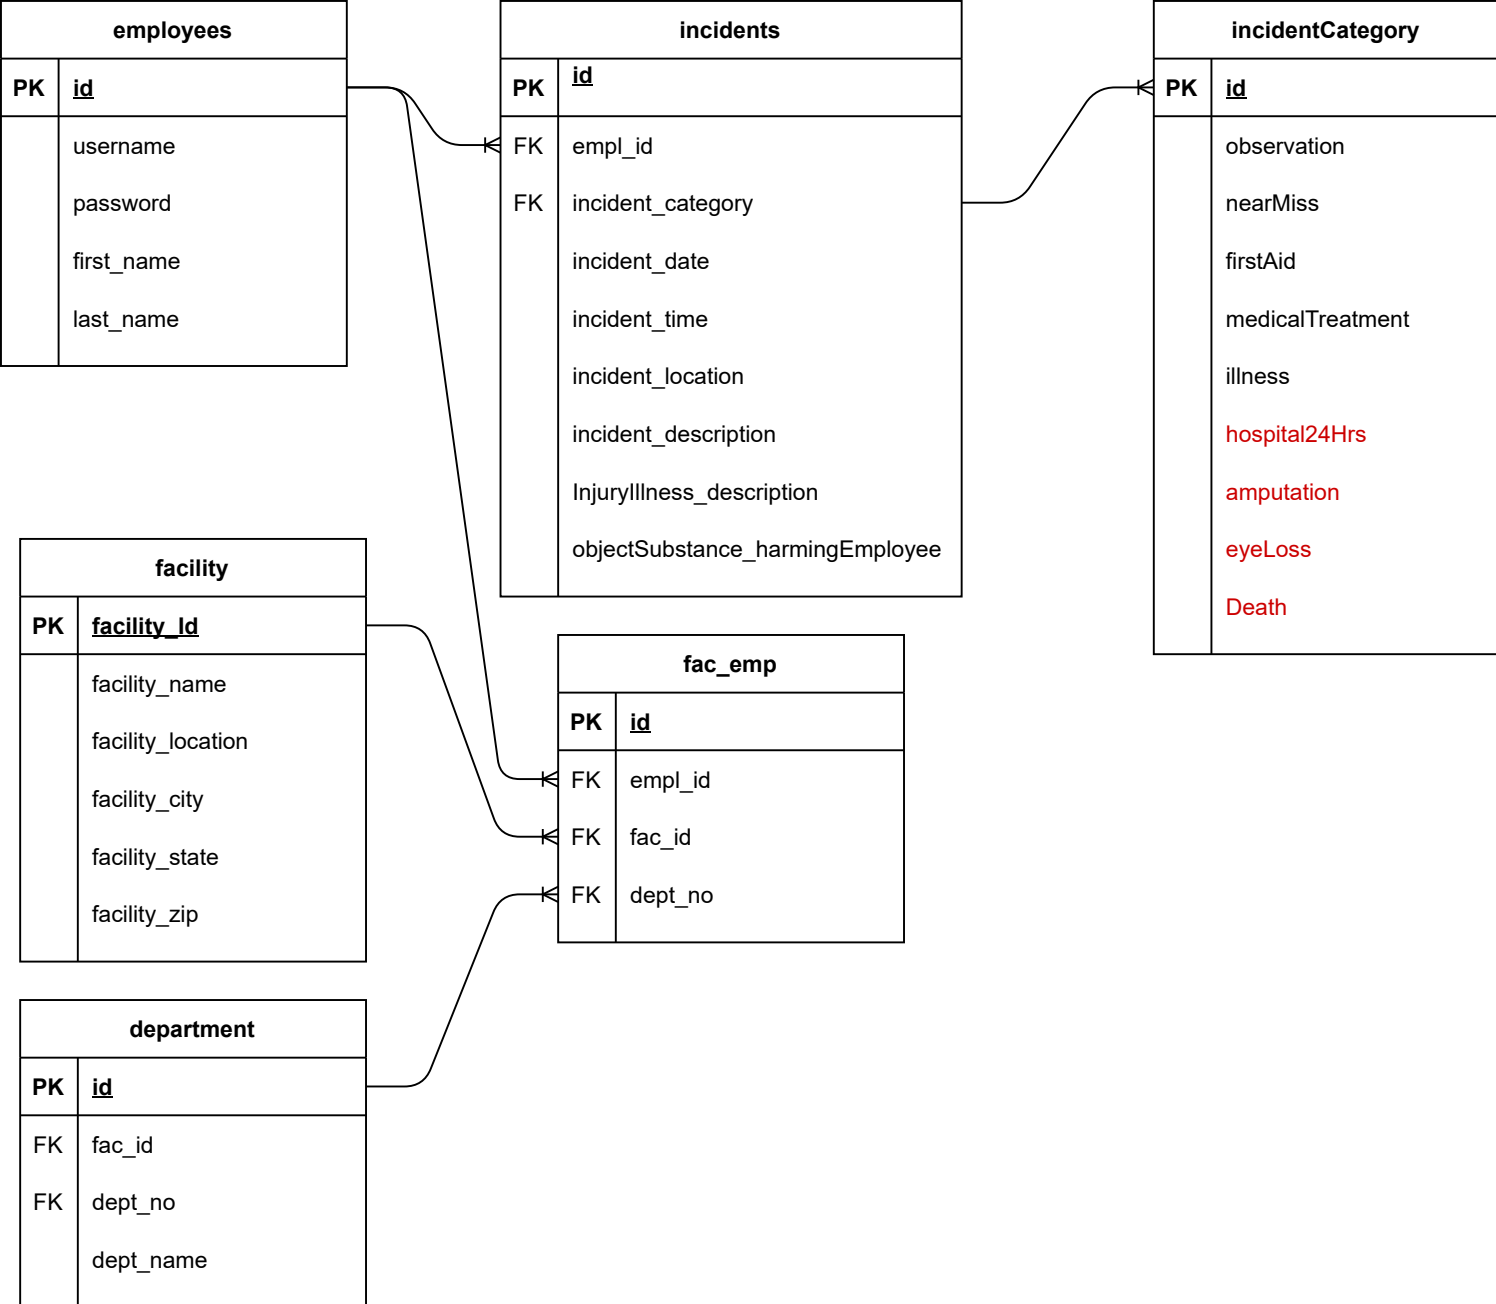 employees
PK id
username
password
first_name
last_name
incidents
PK id
FK empl_id
FK incident_category
incident_date
incident_time
incident_location
incident_description
InjuryIllness_description
objectSubstance_harmingEmployee
incidentCategory
PK id
observation
nearMiss
firstAid
medicalTreatment
illness
hospital24Hrs
amputation
eyeLoss
Death
facility
PK facility_Id
facility_name
facility_location
facility_city
facility_state
facility_zip
fac_emp
PK id
FK empl_id
FK fac_id
FK dept_no
department
PK id
FK fac_id
FK dept_no
dept_name